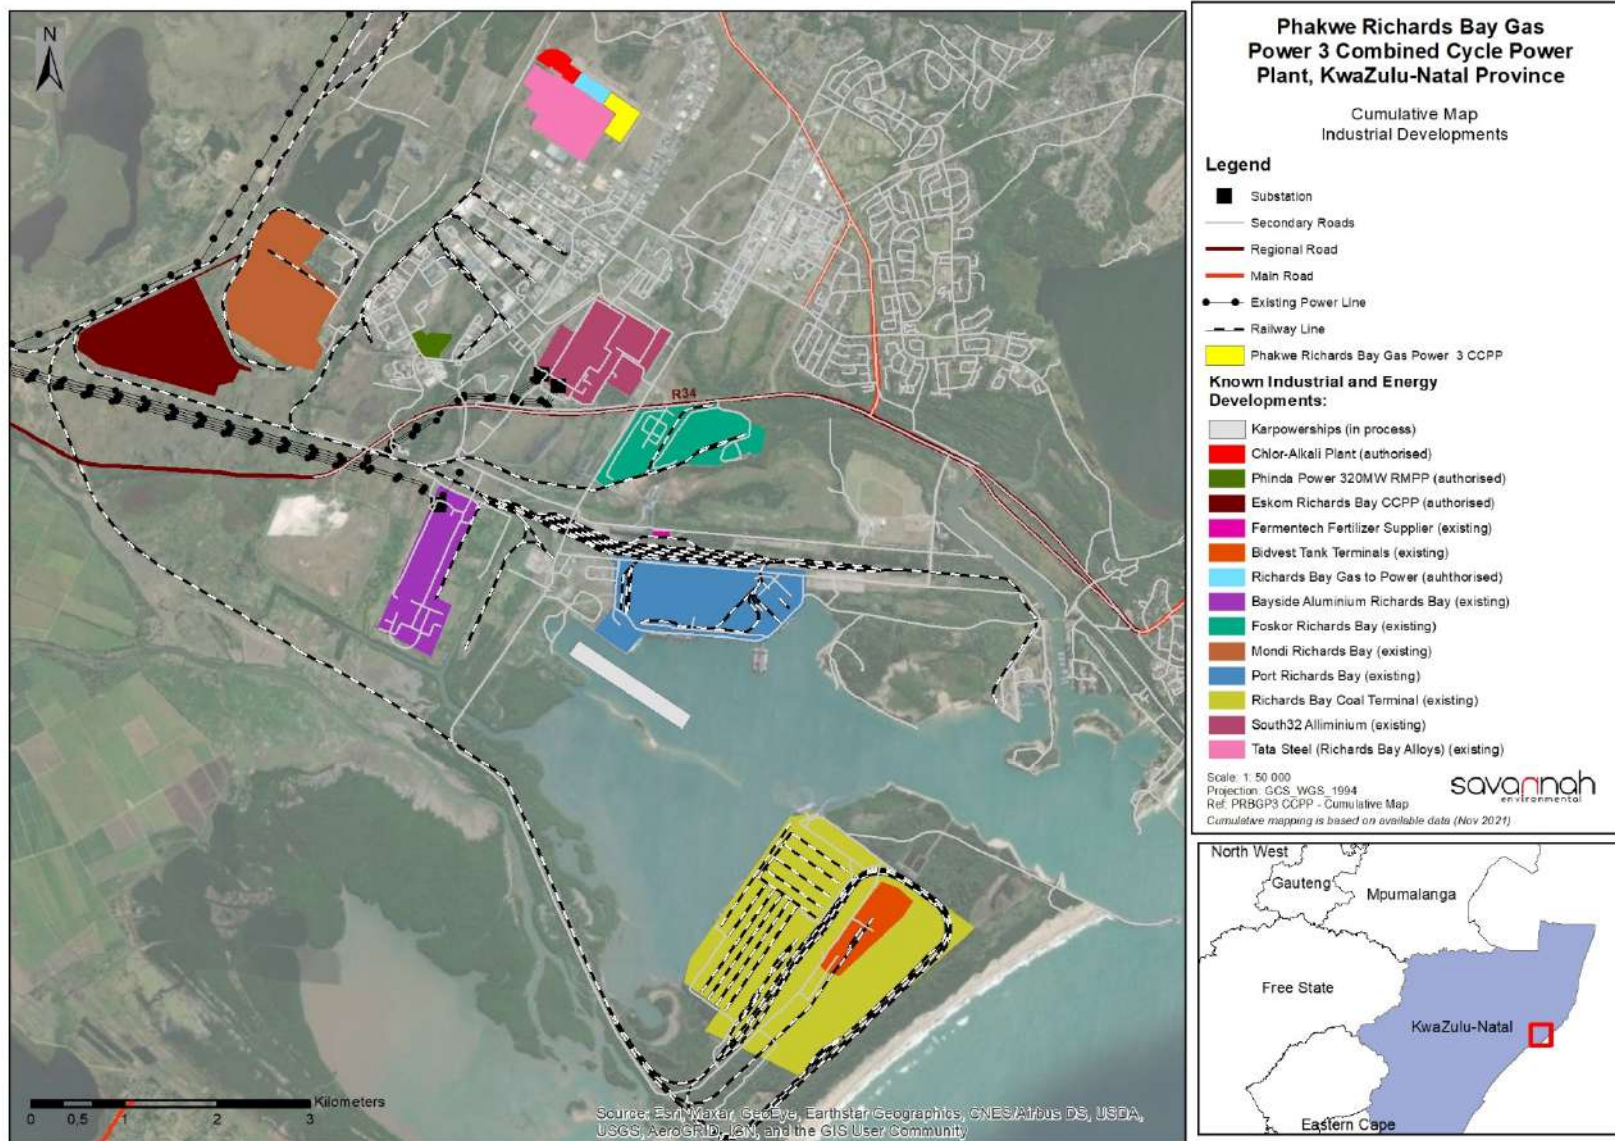 N
R34
0 0,5 1 2 3 Kilometers
Source: Esri, Maxar, GeoEye, Earthstar Geographics, CNES/Airbus DS, USDA,
USGS, AeroGRID, IGN, and the GIS User Community
Phakwe Richards Bay Gas
Power 3 Combined Cycle Power
Plant, KwaZulu-Natal Province
Cumulative Map
Industrial Developments
Legend
Substation
Secondary Roads
Regional Road
Main Road
Existing Power Line
Railway Line
Phakwe Richards Bay Gas Power 3 CCPP
Known Industrial and Energy
Developments:
Karpowerships (in process)
Chlor-Alkali Plant (authorised)
Phinda Power 320MW RMPP (authorised)
Eskom Richards Bay CCPP (authorised)
Fermentech Fertilizer Supplier (existing)
Bidvest Tank Terminals (existing)
Richards Bay Gas to Power (auhthorised)
Bayside Aluminium Richards Bay (existing)
Foskor Richards Bay (existing)
Mondi Richards Bay (existing)
Port Richards Bay (existing)
Richards Bay Coal Terminal (existing)
South32 Alliminium (existing)
Tata Steel (Richards Bay Alloys) (existing)
Scale: 1: 50 000
Projection: GCS_WGS_1994
Ref: PRBGP3 CCPP - Cumulative Map
Cumulative mapping is based on available data (Nov 2021)
savannah
environmental
North West
Gauteng
Mpumalanga
Free State
KwaZulu-Natal
Eastern Cape